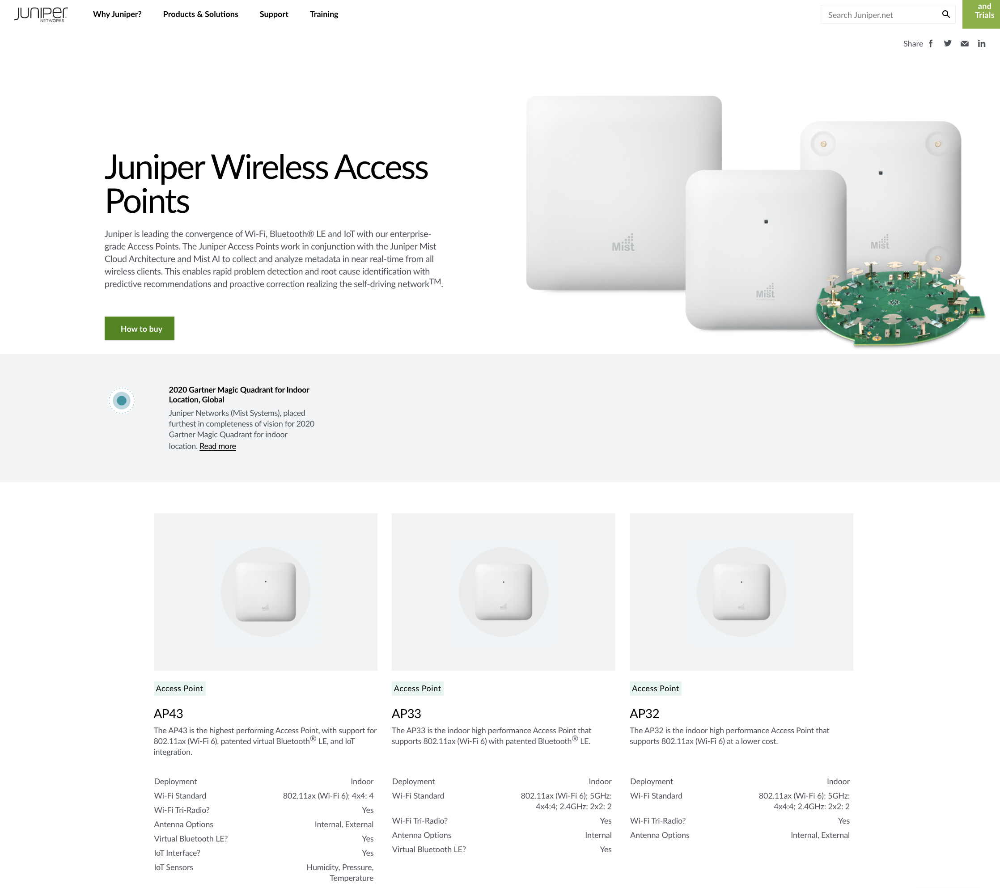 JUNIPEr
NETWORKS
Why Juniper?
Products & Solutions
Support
Training
Search Juniper.net
and
Trials
Share
Juniper Wireless Access
Points
Juniper is leading the convergence of Wi-Fi, Bluetooth® LE and IoT with our enterprise-
grade Access Points. The Juniper Access Points work in conjunction with the Juniper Mist
Cloud Architecture and Mist AI to collect and analyze metadata in near real-time from all
wireless clients. This enables rapid problem detection and root cause identification with
predictive recommendations and proactive correction realizing the self-driving network™.
How to buy
Mist
Mist
Mist
2020 Gartner Magic Quadrant for Indoor
Location, Global
Juniper Networks (Mist Systems), placed
furthest in completeness of vision for 2020
Gartner Magic Quadrant for indoor
location. Read more
Mist
Mist
Mist
Access Point
AP43
The AP43 is the highest performing Access Point, with support for
802.11ax (Wi-Fi 6), patented virtual Bluetooth® LE, and IoT
integration.
Deployment Indoor
Wi-Fi Standard 802.11ax (Wi-Fi 6); 4x4: 4
Wi-Fi Tri-Radio? Yes
Antenna Options Internal, External
Virtual Bluetooth LE? Yes
IoT Interface? Yes
IoT Sensors Humidity, Pressure,
Temperature
Access Point
AP33
The AP33 is the indoor high performance Access Point that
supports 802.11ax (Wi-Fi 6) with patented Bluetooth® LE.
Deployment Indoor
Wi-Fi Standard 802.11ax (Wi-Fi 6); 5GHz:
4x4:4; 2.4GHz: 2x2: 2
Wi-Fi Tri-Radio? Yes
Antenna Options Internal
Virtual Bluetooth LE? Yes
Access Point
AP32
The AP32 is the indoor high performance Access Point that
supports 802.11ax (Wi-Fi 6) at a lower cost.
Deployment Indoor
Wi-Fi Standard 802.11ax (Wi-Fi 6); 5GHz:
4x4:4; 2.4GHz: 2x2: 2
Wi-Fi Tri-Radio? Yes
Antenna Options Internal, External